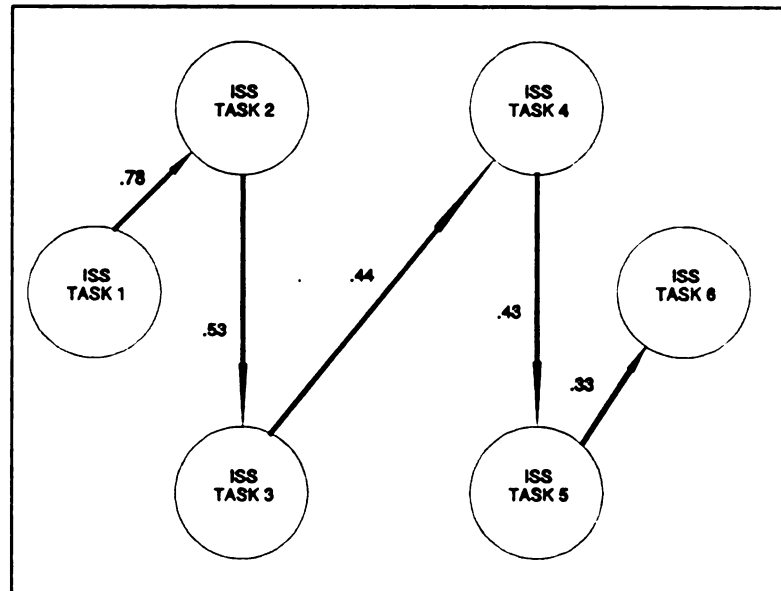 ISS
TASK 2
ISS
TASK 4
.78
ISS
TASK 1
.44
ISS
TASK 6
.53
.43
.33
ISS
TASK 3
ISS
TASK 5